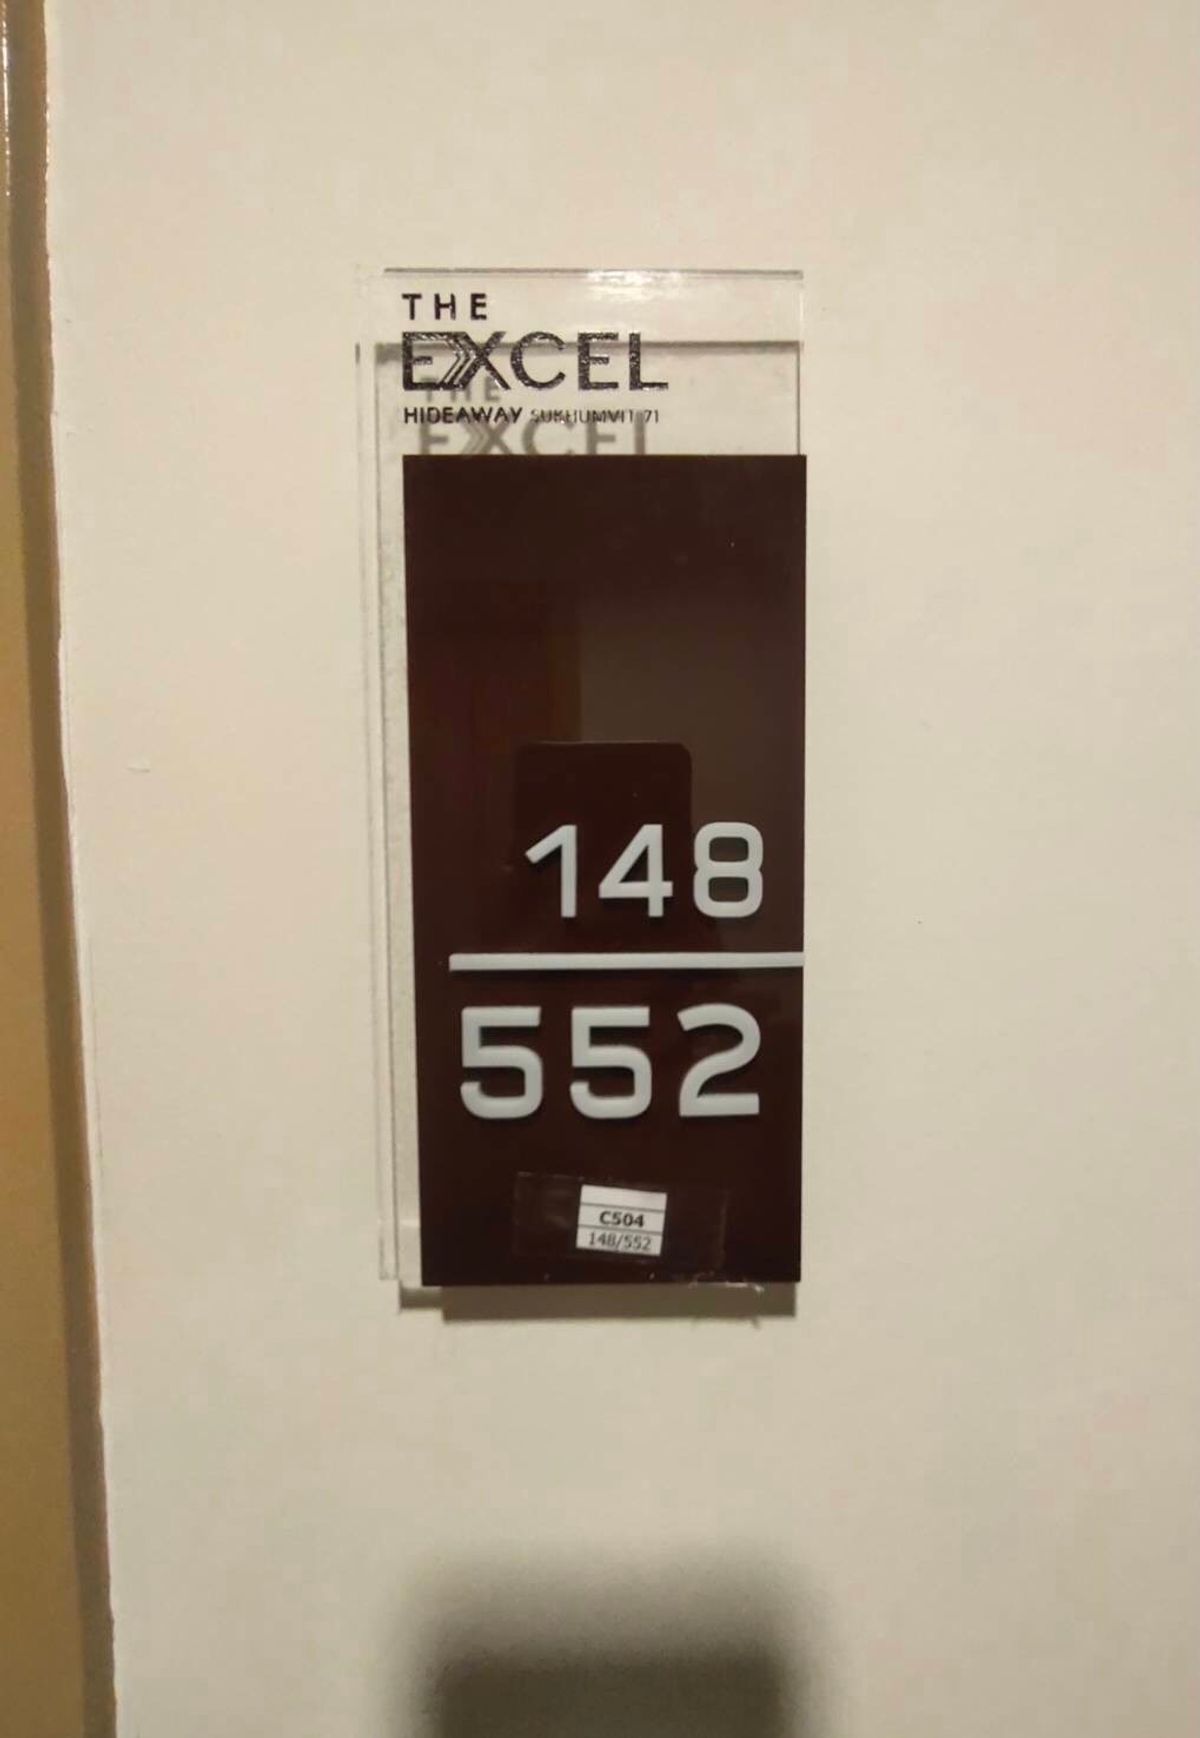 THE
EXCEL
HIDEAWAY SUKHUMVIT 71
148
552
C504
148/552